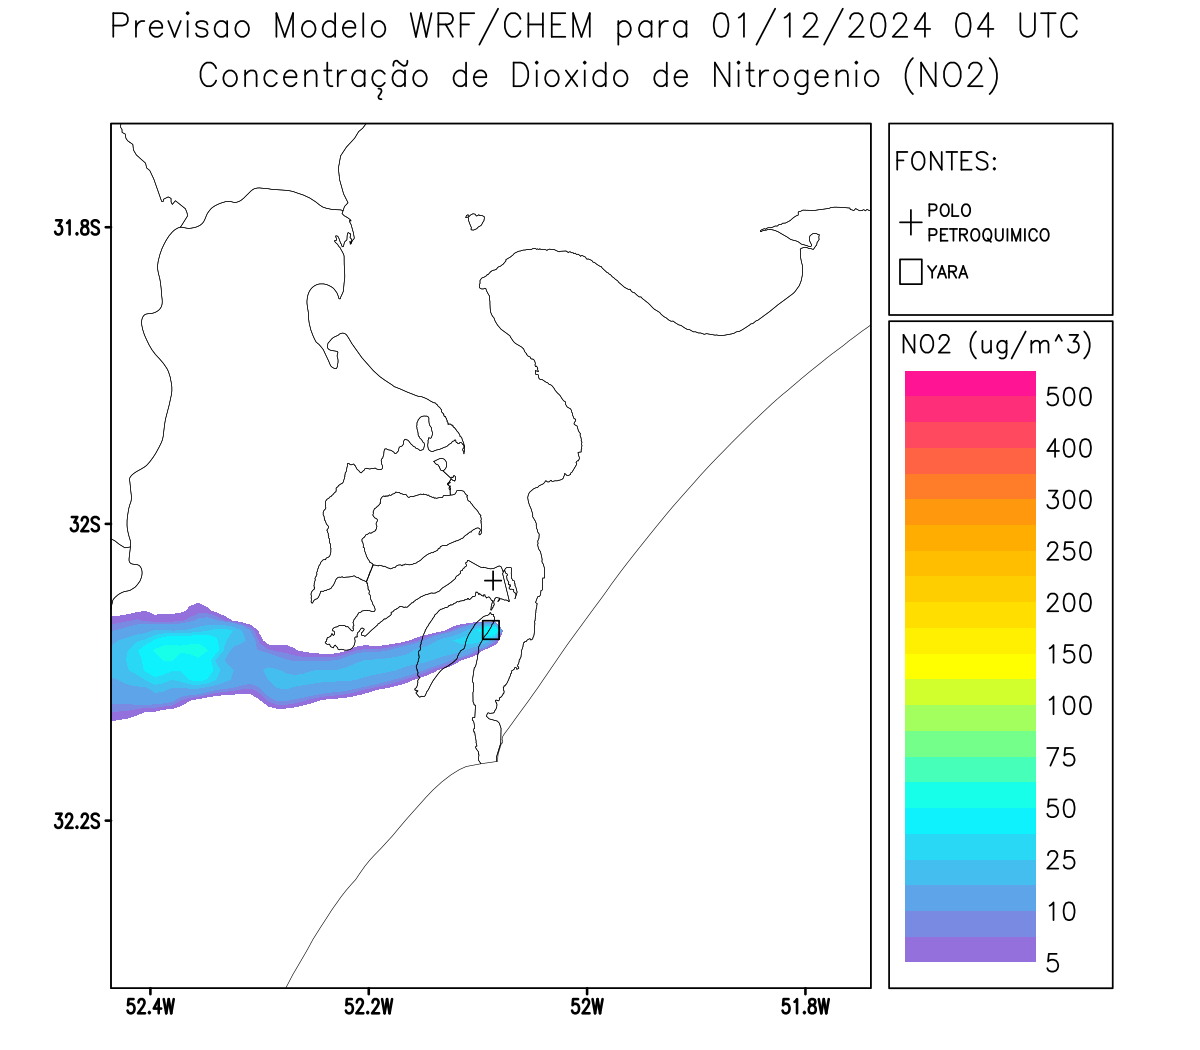 Previsao Modelo WRF/CHEM para 01/12/2024 04 UTC
Concentração de Dioxido de Nitrogenio (NO2)
FONTES:
POLO
PETROQUIMICO
YARA
NO2 (ug/m^3)
500
400
300
250
200
150
100
75
50
25
10
5
31.8S
32S
32.2S
52.4W
52.2W
52W
51.8W